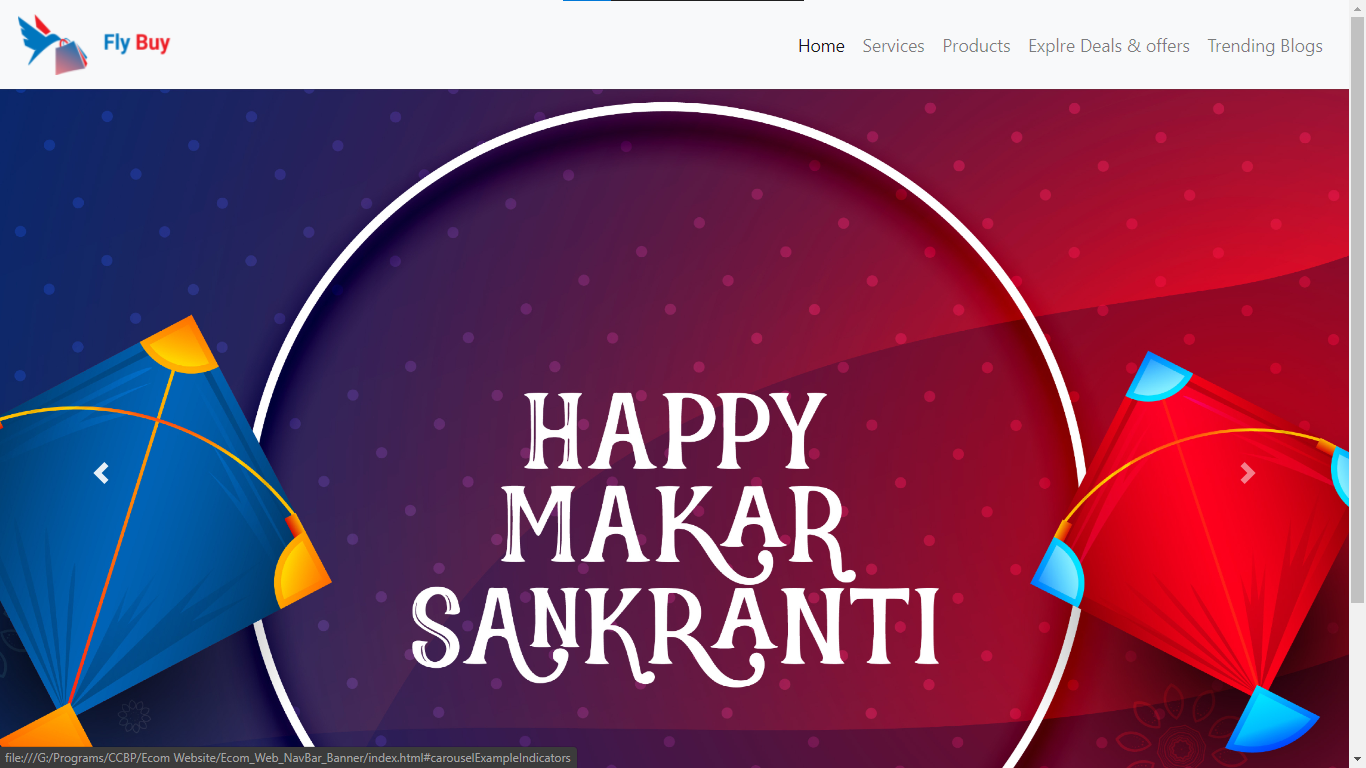 Fly Buy
Home Services Products Explre Deals & offers Trending Blogs
HAPPY
MAKAR
SANKRANTI
file:///G:/Programs/CCBP/Ecom Website/Ecom_Web_NavBar_Banner/index.html#carouselExampleIndicators